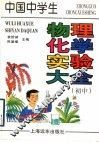 中国中学生
ZHONGGUO
ZHONGXUESHENG
WULI HUAXUE
SHIYAN DAQUAN
主编
物理
化学
实验
大全
(初中)
上海远东出版社